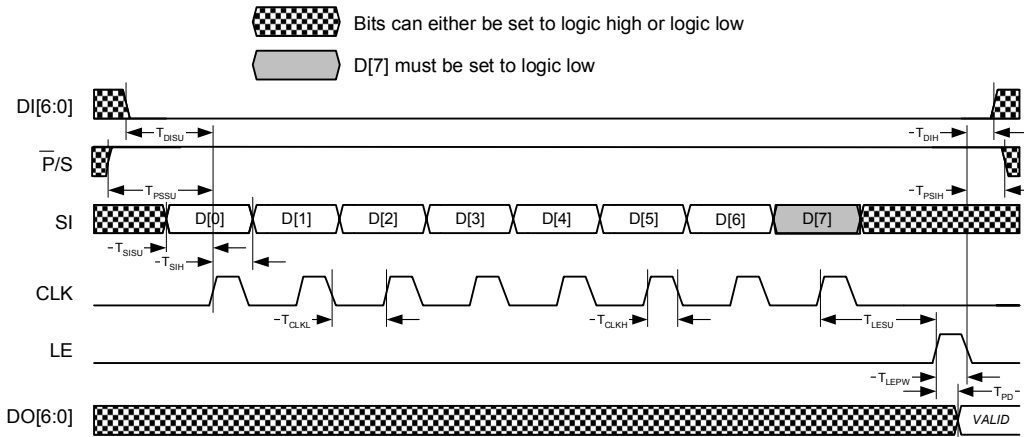 Bits can either be set to logic high or logic low
D[7] must be set to logic low
DI[6:0]
TDISU
TDIH
P/S
TPSSU
TPSIH
SI
D[0] D[1] D[2] D[3] D[4] D[5] D[6] D[7]
TSISU
TSIH
CLK
TCLKL
TCLKH
TLESU
LE
TLEPW
TPD
DO[6:0]
VALID